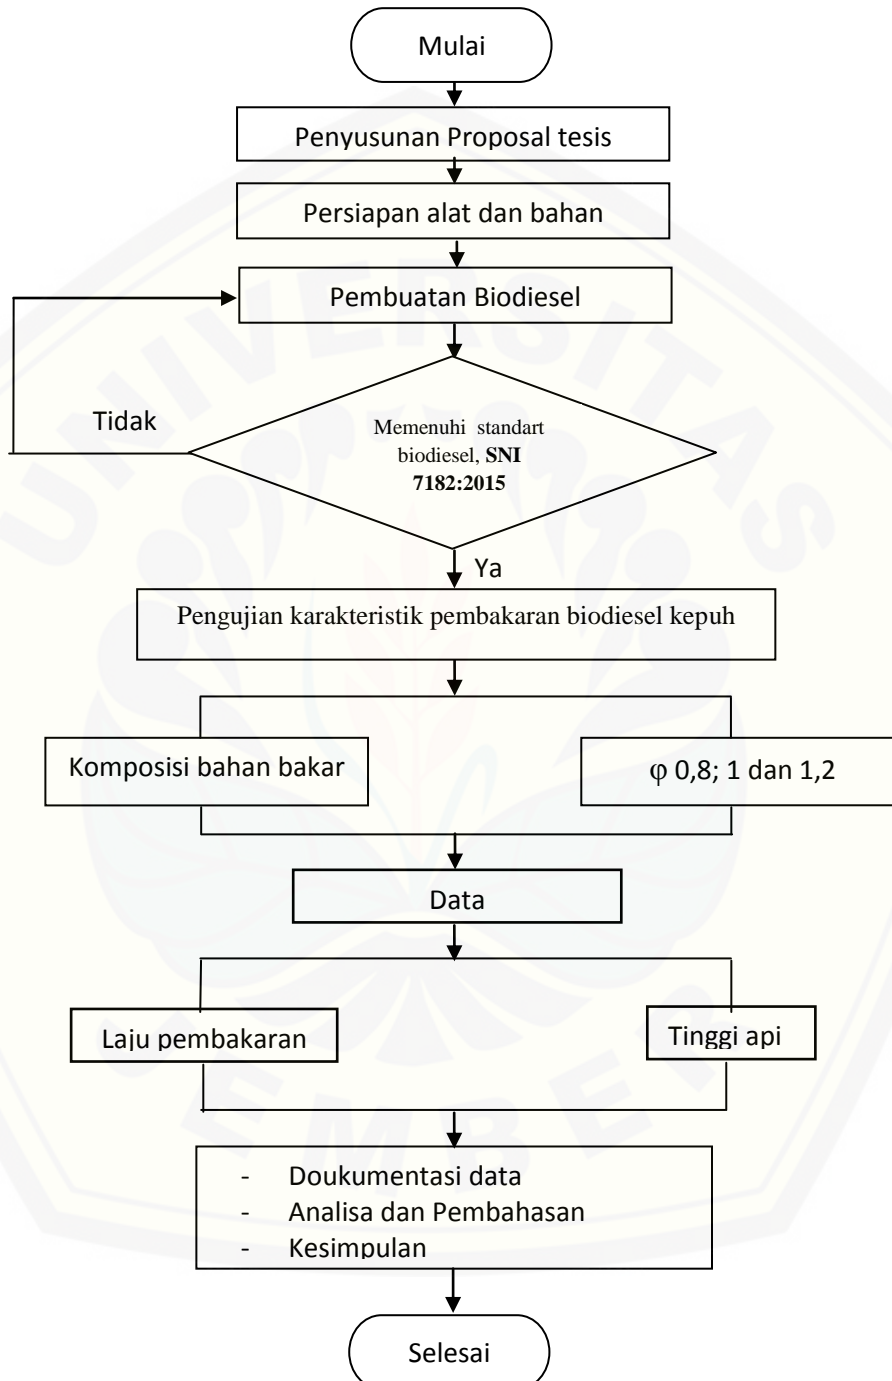 Mulai
Penyusunan Proposal tesis
Persiapan alat dan bahan
Pembuatan Biodiesel
Tidak
Memenuhi standart
biodiesel, SNI
7182:2015
Ya
Pengujian karakteristik pembakaran biodiesel kepuh
Komposisi bahan bakar
φ 0,8; 1 dan 1,2
Data
Laju pembakaran
Tinggi api
- Doukumentasi data
- Analisa dan Pembahasan
- Kesimpulan
Selesai
UNIVERSITAS
JEMBER